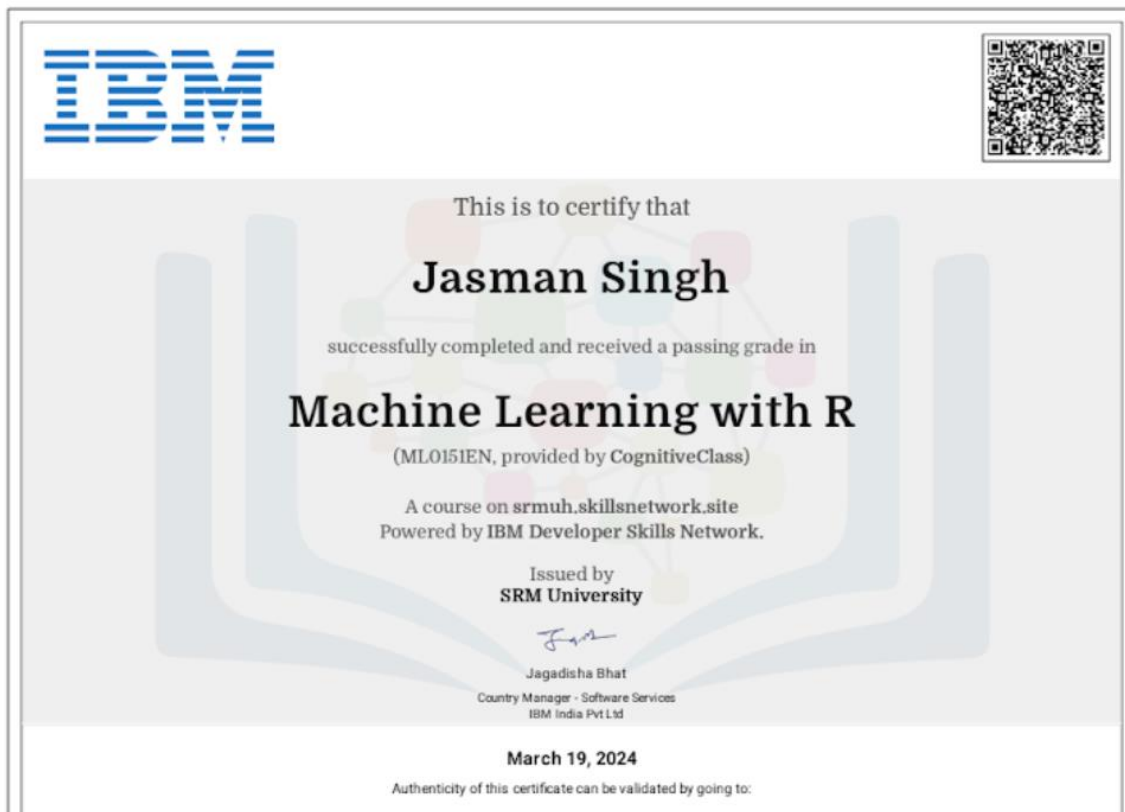 IBM
This is to certify that
Jasman Singh
successfully completed and received a passing grade in
Machine Learning with R
(ML0151EN, provided by CognitiveClass)
A course on srmuh.skillsnetwork.site
Powered by IBM Developer Skills Network.
Issued by
SRM University
Jagadisha Bhat
Country Manager - Software Services
IBM India Pvt Ltd
March 19, 2024
Authenticity of this certificate can be validated by going to: